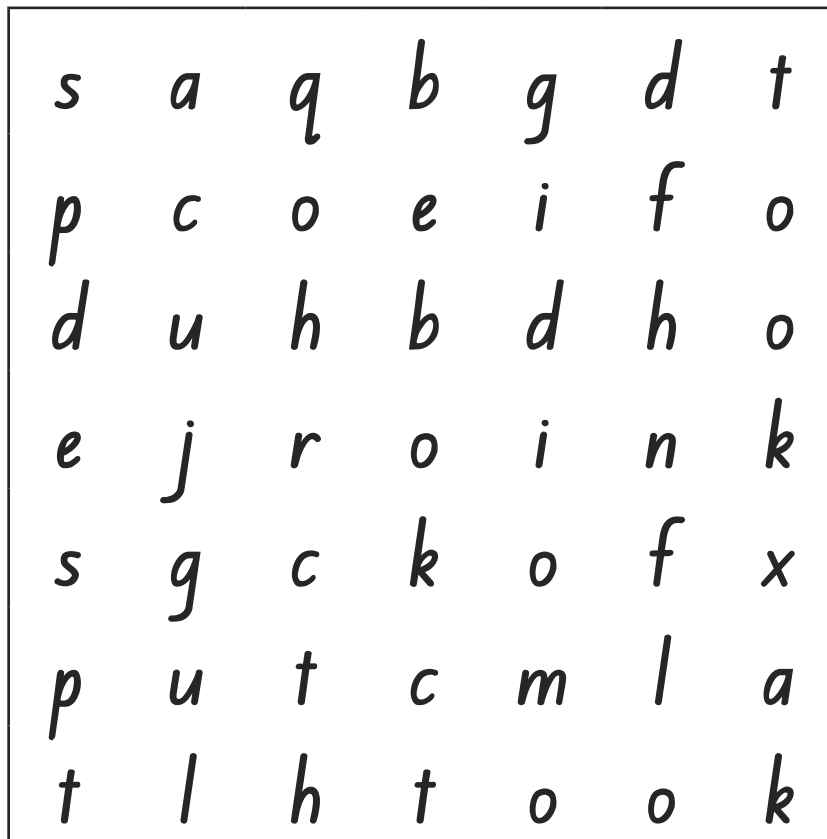 s a q b g d t
p c o e i f o
d u h b d h o
e j r o i n k
s g c k o f x
p u t c m l a
t l h t o o k